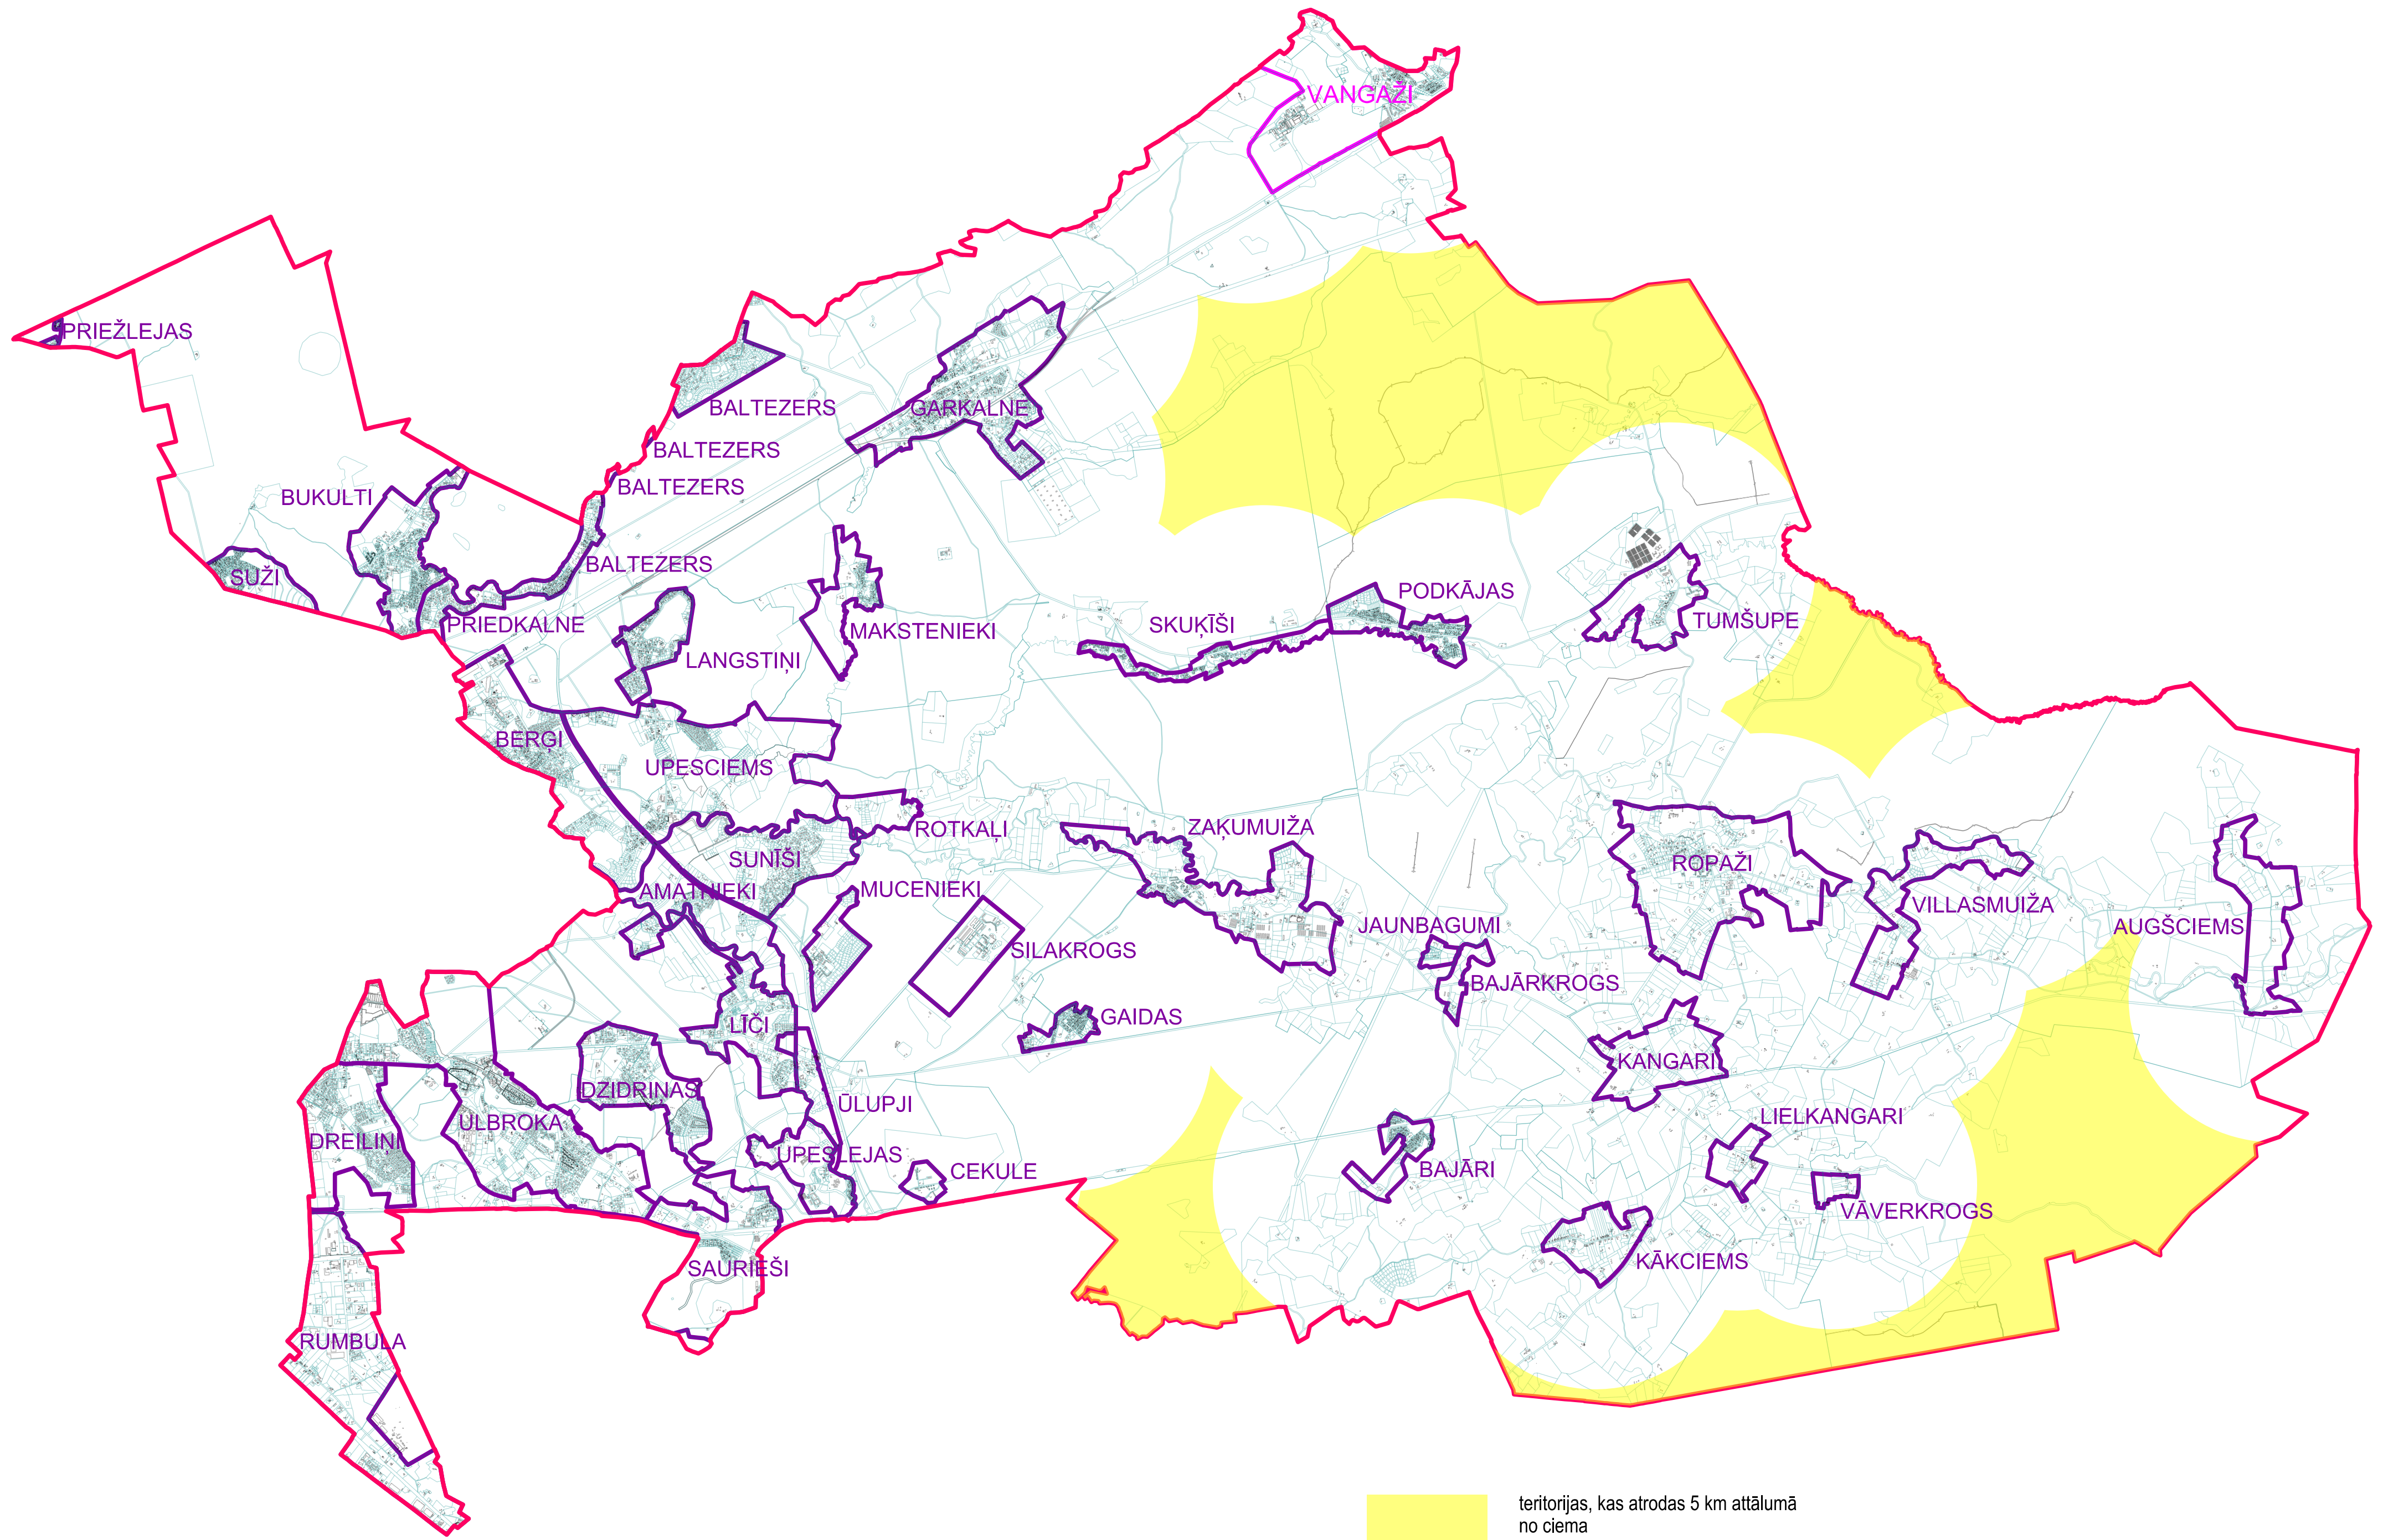 VANGAŽI
PRIEŽLEJAS
BALTEZERS
GARKALNE
BALTEZERS
BALTEZERS
BUKULTI
BALTEZERS
SUŽI
PODKĀJAS
PRIEDKALNE
MAKSTENIEKI
SKUĶĪŠI
TUMŠUPE
LANGSTIŅI
BERĢI
UPESCIEMS
ROTKAĻI
ZAĶUMUIŽA
SUNĪŠI
ROPAŽI
AMATNIEKI
MUCENIEKI
VILLASMUIŽA
JAUNBAGUMI
AUGŠCIEMS
SILAKROGS
BAJĀRKROGS
LĪČI
GAIDAS
KANGARI
DZIDRIŅAS
ŪLUPJI
ULBROKA
LIELKANGARI
DREILIŅI
UPESLEJAS
CEKULE
BAJĀRI
VĀVERKROGS
SAURIEŠI
KĀKCIEMS
RUMBULA
teritorijas, kas atrodas 5 km attālumā
no ciema